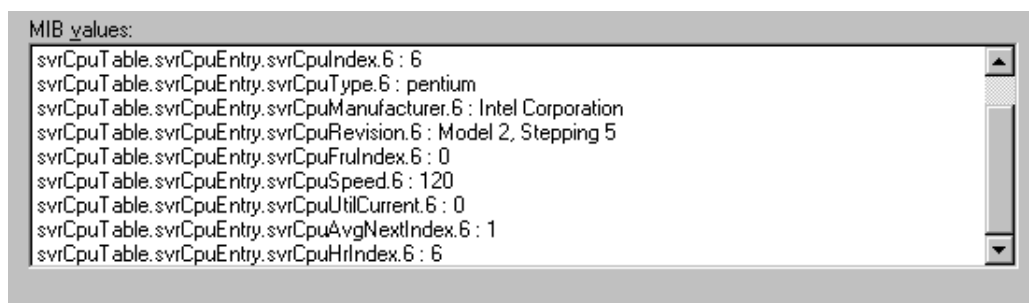 MIB values:
svrCpuTable.svrCpuEntry.svrCpuIndex.6 : 6
svrCpuTable.svrCpuEntry.svrCpuType.6 : pentium
svrCpuTable.svrCpuEntry.svrCpuManufacturer.6 : Intel Corporation
svrCpuTable.svrCpuEntry.svrCpuRevision.6 : Model 2, Stepping 5
svrCpuTable.svrCpuEntry.svrCpuFruIndex.6 : 0
svrCpuTable.svrCpuEntry.svrCpuSpeed.6 : 120
svrCpuTable.svrCpuEntry.svrCpuUtilCurrent.6 : 0
svrCpuTable.svrCpuEntry.svrCpuAvgNextIndex.6 : 1
svrCpuTable.svrCpuEntry.svrCpuHrIndex.6 : 6